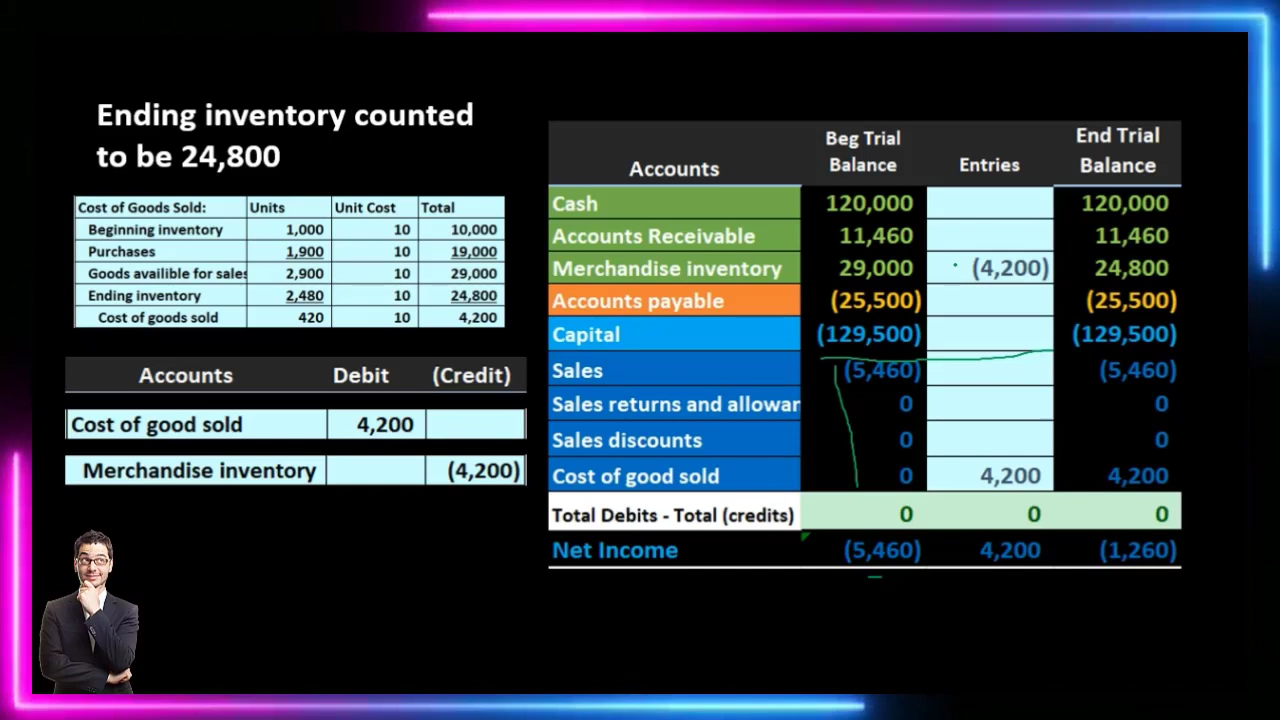 Ending inventory counted
to be 24,800
Cost of Goods Sold: Units Unit Cost Total
Beginning inventory 1,000 10 10,000
Purchases 1,900 10 19,000
Goods availible for sales 2,900 10 29,000
Ending inventory 2,480 10 24,800
Cost of goods sold 420 10 4,200
Accounts Debit (Credit)
Cost of good sold 4,200
Merchandise inventory (4,200)
Accounts Beg Trial Balance Entries End Trial Balance
Cash 120,000 120,000
Accounts Receivable 11,460 11,460
Merchandise inventory 29,000 (4,200) 24,800
Accounts payable (25,500) (25,500)
Capital (129,500) (129,500)
Sales (5,460) (5,460)
Sales returns and allowar 0 0
Sales discounts 0 0
Cost of good sold 0 4,200 4,200
Total Debits - Total (credits) 0 0 0
Net Income (5,460) 4,200 (1,260)